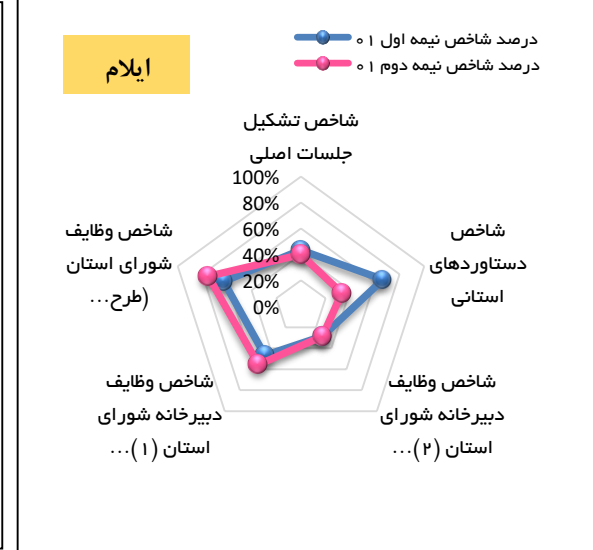 ایلام
درصد شاخص نیمه اول ۰۱
درصد شاخص نیمه دوم ۰۱
شاخص تشکیل
جلسات اصلی
100%
80%
60%
40%
20%
0%
شاخص
دستاوردهای
استانی
شاخص وظایف
دبیرخانه شورای
استان (۲)...
شاخص وظایف
دبیرخانه شورای
استان (۱)...
شاخص وظایف
شورای استان
(طرح...